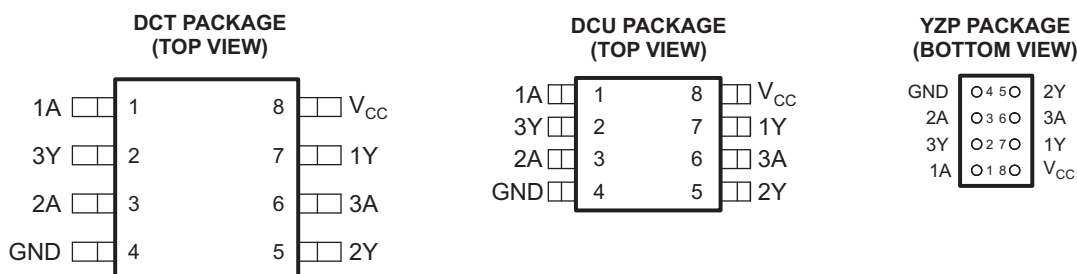 DCT PACKAGE
(TOP VIEW)
1A 1 8 VCC
3Y 2 7 1Y
2A 3 6 3A
GND 4 5 2Y
DCU PACKAGE
(TOP VIEW)
1A 1 8 VCC
3Y 2 7 1Y
2A 3 6 3A
GND 4 5 2Y
YZP PACKAGE
(BOTTOM VIEW)
GND 4 5 2Y
2A 3 6 3A
3Y 2 7 1Y
1A 1 8 VCC